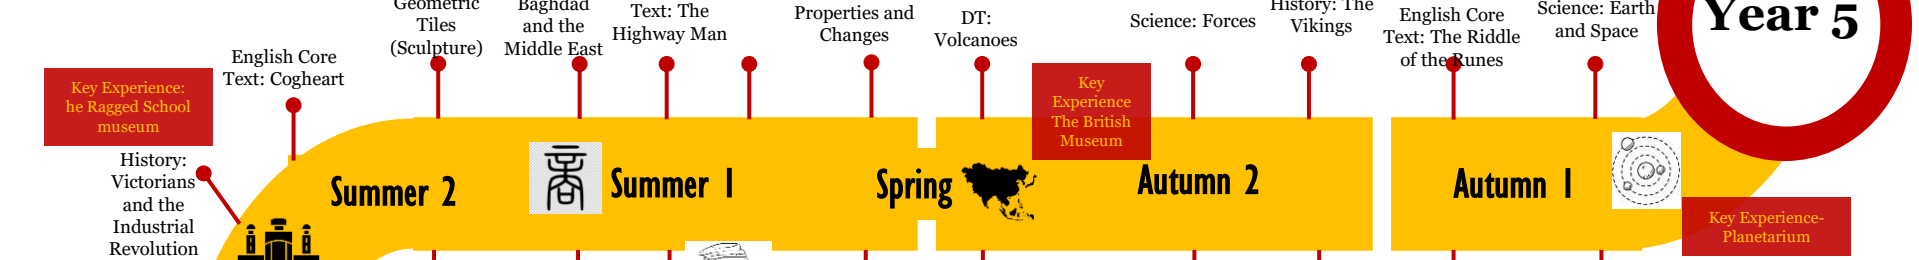 Year 5
Science: Earth
and Space
English Core
Text: The Riddle
of the Runes
History: The
Vikings
Science: Forces
DT:
Volcanoes
Properties and
Changes
Text: The
Highway Man
Baghdad
and the
Middle East
Geometric
Tiles
(Sculpture)
English Core
Text: Cogheart
Key Experience:
he Ragged School
museum
History:
Victorians
and the
Industrial
Revolution
Key
Experience
The British
Museum
Key Experience-
Planetarium
Summer 2
Summer 1
Spring
Autumn 2
Autumn 1